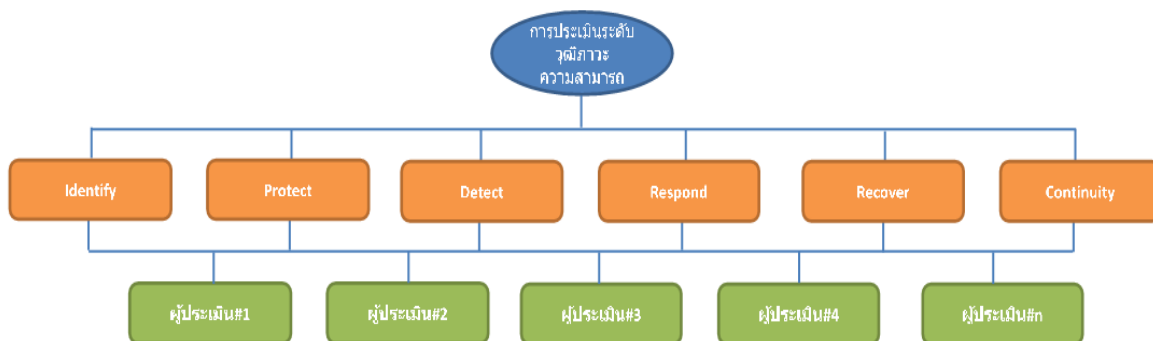 การประเมินระดับ
วุฒิภาวะ
ความสามารถ
Identify
Protect
Detect
Respond
Recover
Continuity
ผู้ประเมิน#1
ผู้ประเมิน#2
ผู้ประเมิน#3
ผู้ประเมิน#4
ผู้ประเมิน#n